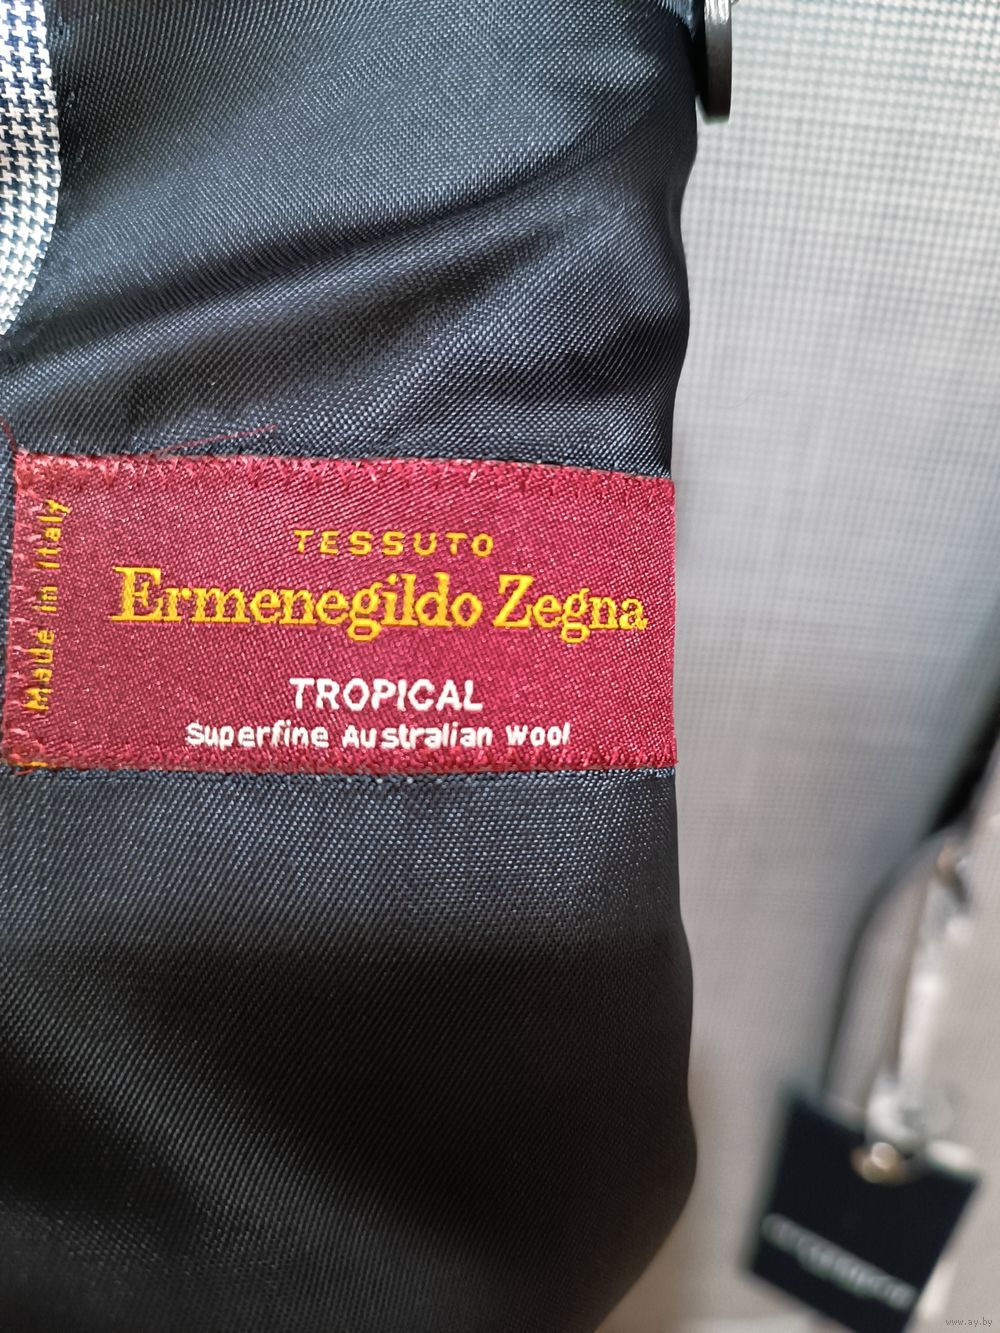 TESSUTO
Ermenegildo Zegna
TROPICAL
Superfine Australian Wool
Made in Italy
www.ay.by